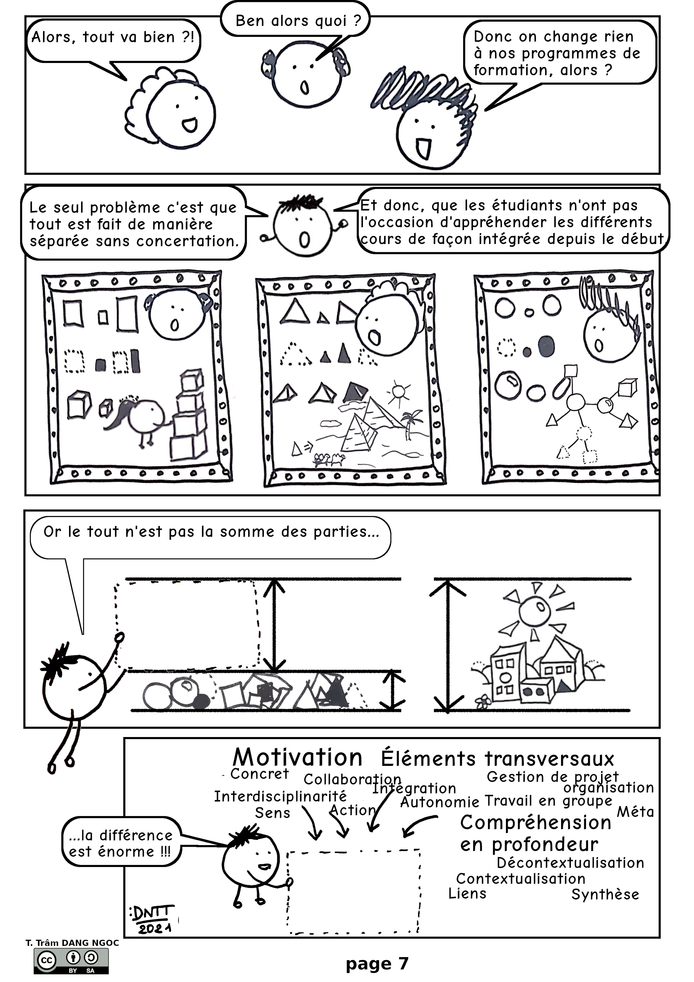 Alors, tout va bien ?!
Ben alors quoi ?
Donc on change rien
à nos programmes de
formation, alors ?
Le seul problème c'est que
tout est fait de manière
séparée sans concertation.
Et donc, que les étudiants n'ont pas
l'occasion d'appréhender les différents
cours de façon intégrée depuis le début
Or le tout n'est pas la somme des parties...
Motivation
Éléments transversaux
Concret
Collaboration
Intégration
Gestion de projet
organisation
Interdisciplinarité
Autonomie
Travail en groupe
Méta
Sens
Action
Compréhension
en profondeur
...la différence
est énorme !!!
Décontextualisation
Contextualisation
Liens
Synthèse
:DNTT
2021
T. Trâm DANG NGOC
cc
BY SA
page 7